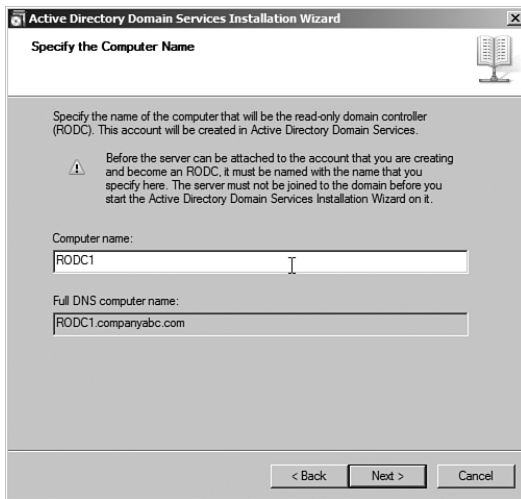 Active Directory Domain Services Installation Wizard
Specify the Computer Name
Specify the name of the computer that will be the read-only domain controller
(RODC). This account will be created in Active Directory Domain Services.
Before the server can be attached to the account that you are creating
and become an RODC, it must be named with the name that you
specify here. The server must not be joined to the domain before you
start the Active Directory Domain Services Installation Wizard on it.
Computer name:
RODC1
Full DNS computer name:
RODC1.companyabc.com
< Back Next > Cancel